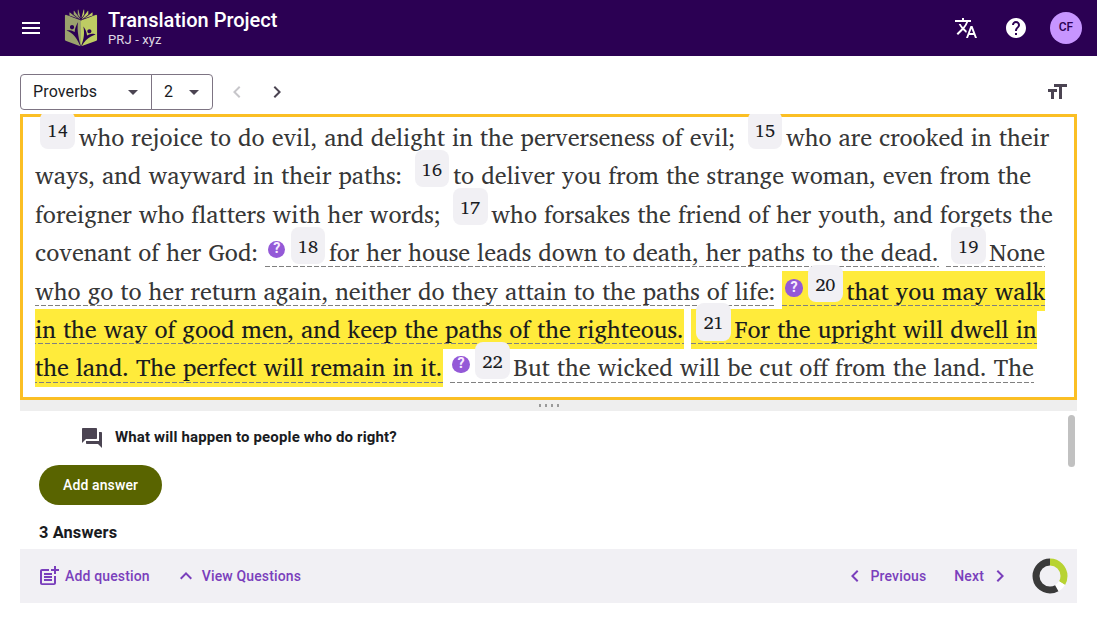 Translation Project
PRJ - xyz
CF
Proverbs 2
14 who rejoice to do evil, and delight in the perverseness of evil; 15 who are crooked in their
ways, and wayward in their paths: 16 to deliver you from the strange woman, even from the
foreigner who flatters with her words; 17 who forsakes the friend of her youth, and forgets the
covenant of her God: ? 18 for her house leads down to death, her paths to the dead. 19 None
who go to her return again, neither do they attain to the paths of life: ? 20 that you may walk
in the way of good men, and keep the paths of the righteous. 21 For the upright will dwell in
the land. The perfect will remain in it. ? 22 But the wicked will be cut off from the land. The
What will happen to people who do right?
Add answer
3 Answers
Add question View Questions Previous Next